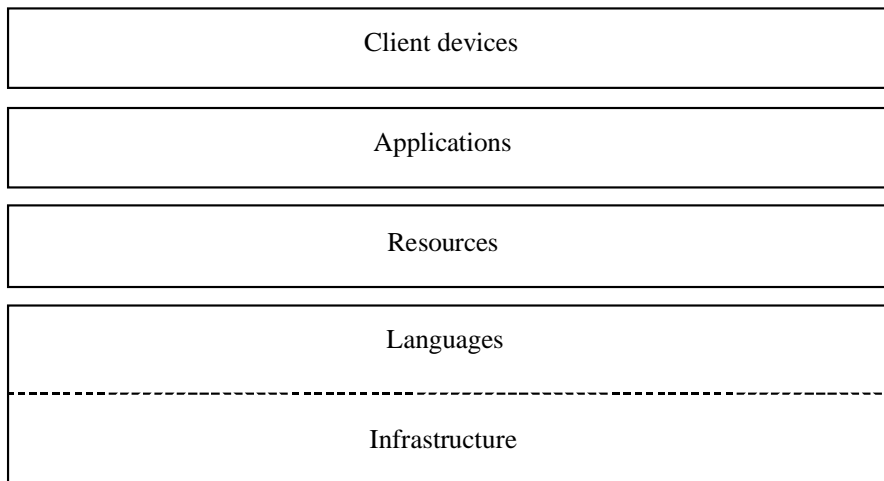 Client devices
Applications
Resources
Languages
Infrastructure